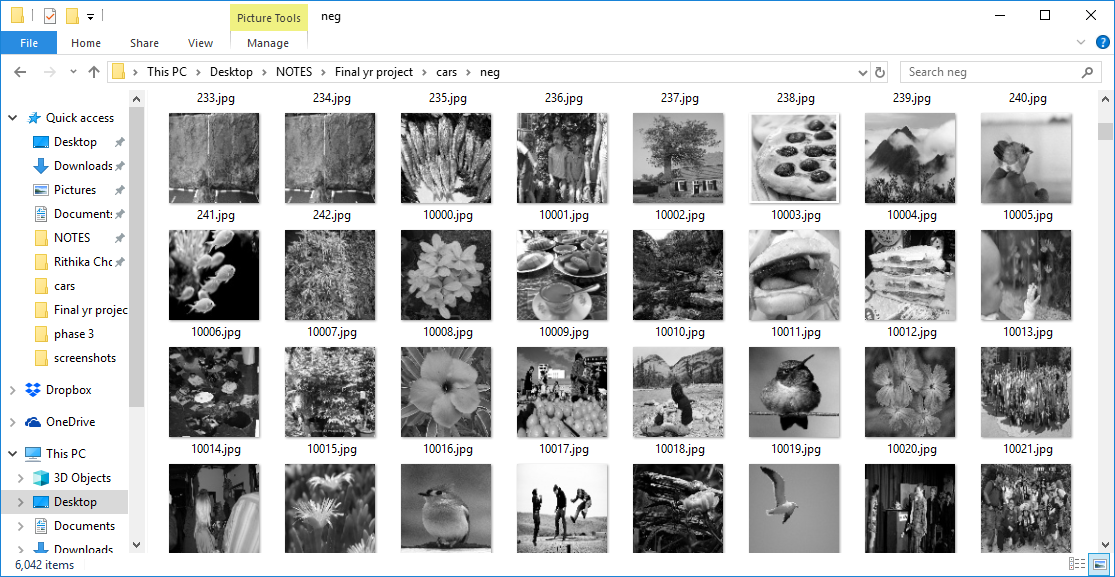 Picture Tools neg
File Home Share View Manage
This PC Desktop NOTES Final yr project cars neg Search neg
Quick access
Desktop
Downloads
Pictures
Document
NOTES
Rithika Cho
cars
Final yr projec
phase 3
screenshots
Dropbox
OneDrive
This PC
3D Objects
Desktop
Documents
Downloads
233.jpg 234.jpg 235.jpg 236.jpg 237.jpg 238.jpg 239.jpg 240.jpg
241.jpg 242.jpg 10000.jpg 10001.jpg 10002.jpg 10003.jpg 10004.jpg 10005.jpg
10006.jpg 10007.jpg 10008.jpg 10009.jpg 10010.jpg 10011.jpg 10012.jpg 10013.jpg
10014.jpg 10015.jpg 10016.jpg 10017.jpg 10018.jpg 10019.jpg 10020.jpg 10021.jpg
6,042 items